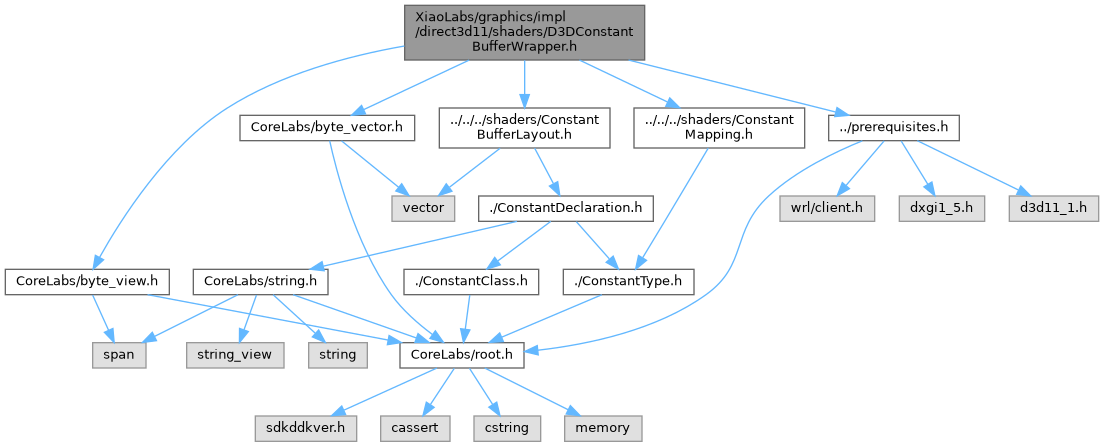 XiaoLabs/graphics/impl
/direct3d11/shaders/D3DConstant
BufferWrapper.h
CoreLabs/byte_vector.h
../../../shaders/Constant
BufferLayout.h
../../../shaders/Constant
Mapping.h
../prerequisites.h
vector
./ConstantDeclaration.h
wrl/client.h
dxgi1_5.h
d3d11_1.h
CoreLabs/byte_view.h
CoreLabs/string.h
./ConstantClass.h
./ConstantType.h
span
string_view
string
CoreLabs/root.h
sdkddkver.h
cassert
cstring
memory